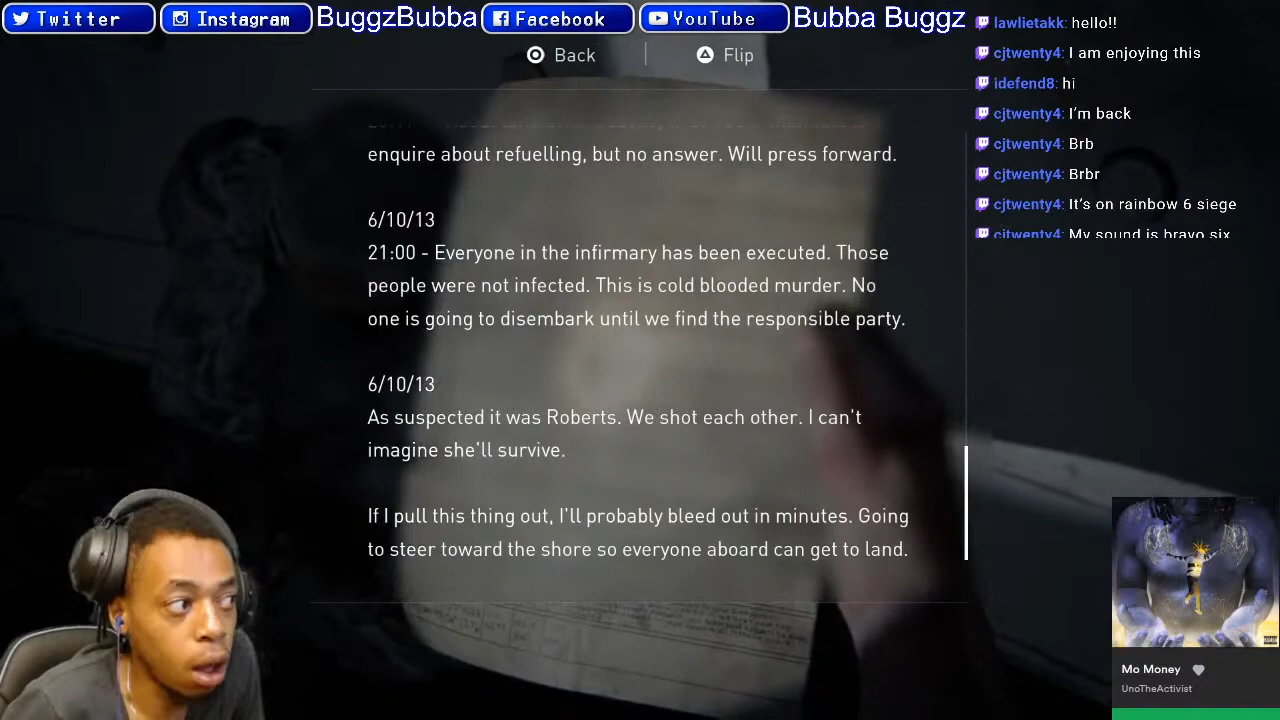 Twitter
Instagram
BuggzBubba
Facebook
YouTube
Bubba Buggz
Back
Flip
enquire about refuelling, but no answer. Will press forward.
6/10/13
21:00 - Everyone in the infirmary has been executed. Those
people were not infected. This is cold blooded murder. No
one is going to disembark until we find the responsible party.
6/10/13
As suspected it was Roberts. We shot each other. I can't
imagine she'll survive.
If I pull this thing out, I'll probably bleed out in minutes. Going
to steer toward the shore so everyone aboard can get to land.
lawlietakk: hello!!
cjtwenty4: I am enjoying this
idefend8: hi
cjtwenty4: I’m back
cjtwenty4: Brb
cjtwenty4: Brbr
cjtwenty4: It’s on rainbow 6 siege
cjtwenty4: My sound is bravo six
Mo Money
UnoTheActivist